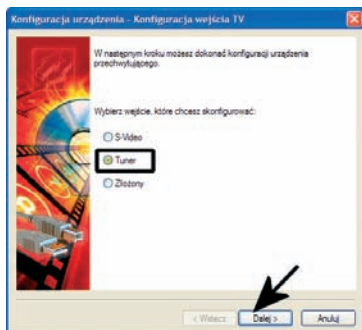 Konfiguracja urządzenia - Konfiguracja wejścia TV
W następnym kroku możesz dokonać konfiguracji urządzenia
przechwytującego.
Wybierz wejście, które chcesz skonfigurować:
S-Video
Tuner
Złożony
< Wstecz
Dalej >
Anuluj